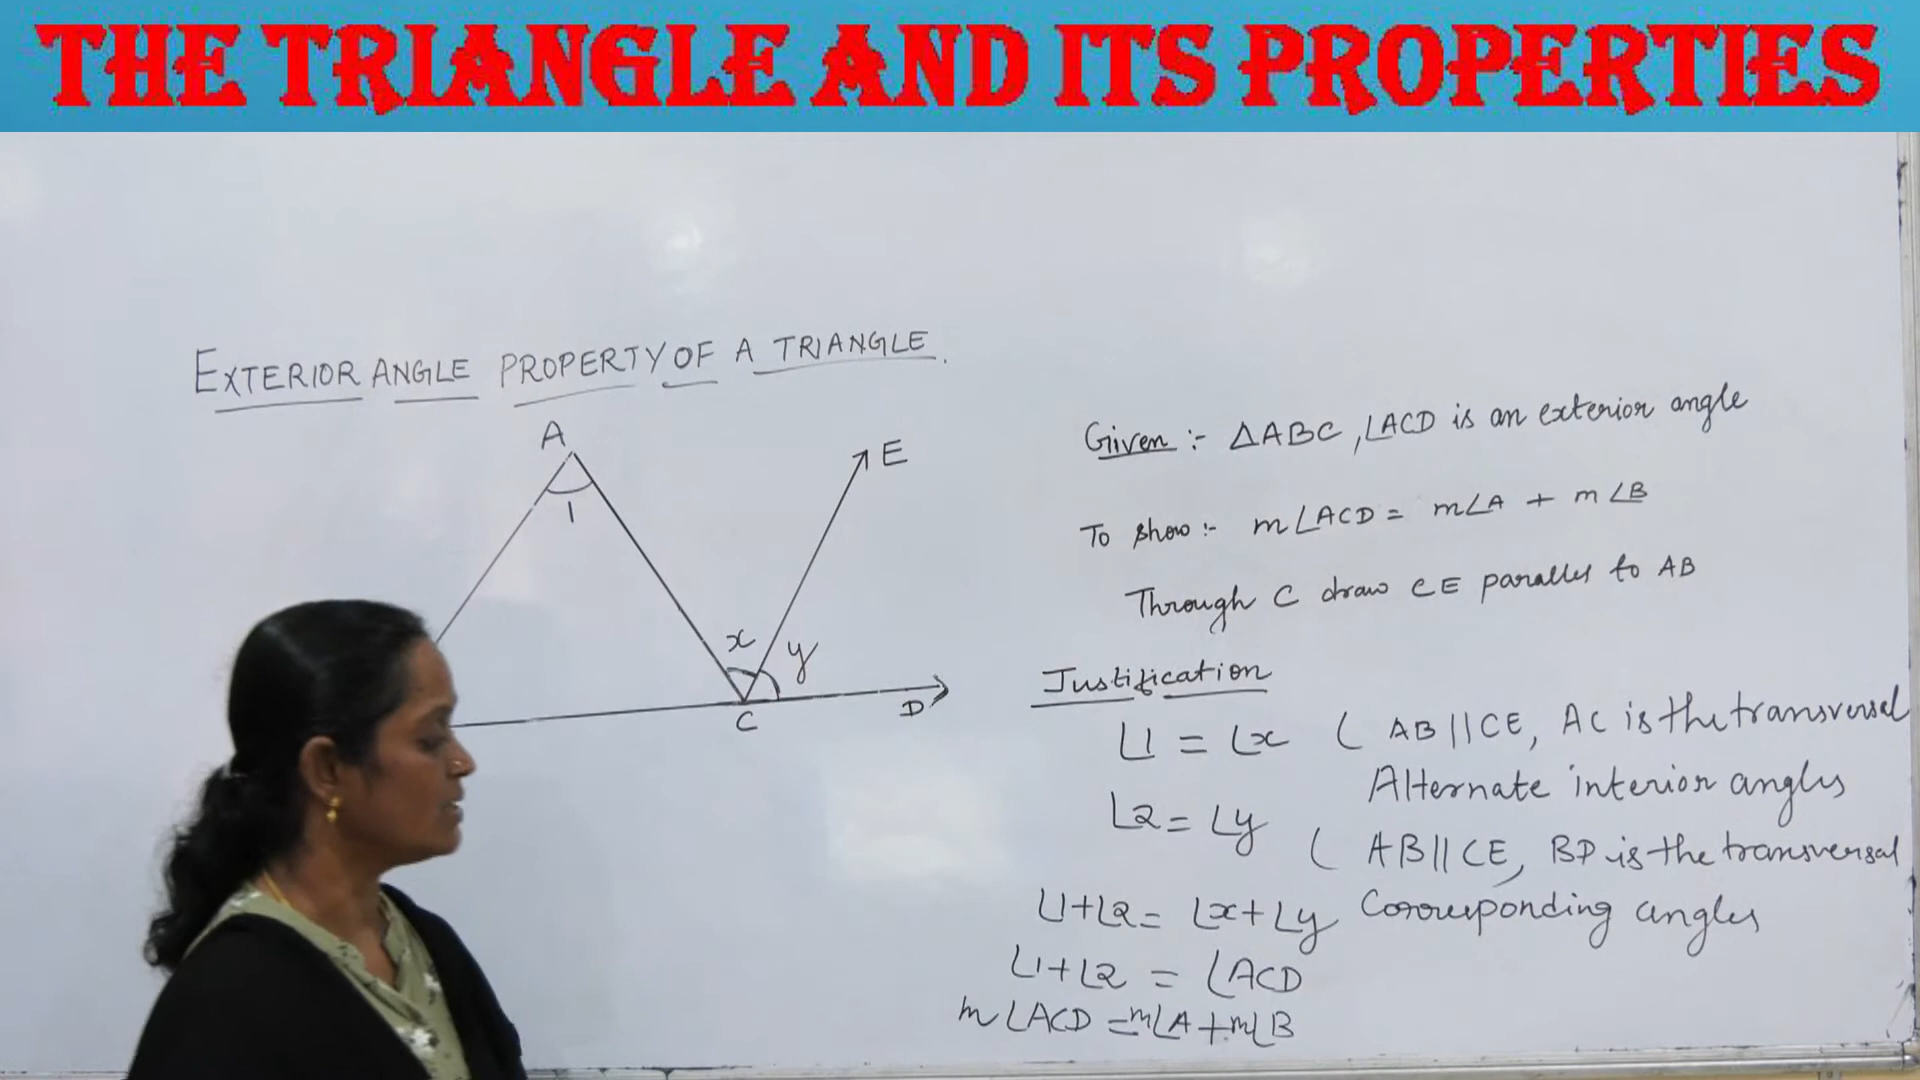 THE TRIANGLE AND ITS PROPERTIES
EXTERIOR ANGLE PROPERTY OF A TRIANGLE.
A
E
1
x
y
C
D
Given :- △ABC, ∠ACD is an exterior angle
To show :- m∠ACD = m∠A + m∠B
Through C draw CE parallel to AB
Justification
∠1 = ∠x ( AB || CE, AC is the transversal
Alternate interior angles
∠2 = ∠y
( AB || CE, BD is the transversal
Corresponding angles
∠1+∠2 = ∠x+∠y
∠1+∠2 = ∠ACD
m∠ACD = m∠A + m∠B